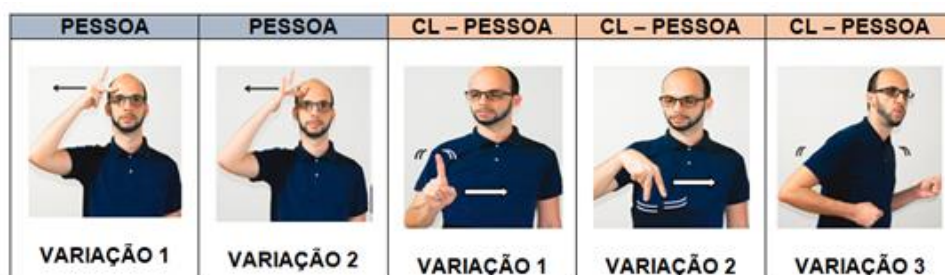 PESSOA PESSOA CL – PESSOA CL – PESSOA CL – PESSOA
VARIAÇÃO 1 VARIAÇÃO 2 VARIAÇÃO 1 VARIAÇÃO 2 VARIAÇÃO 3